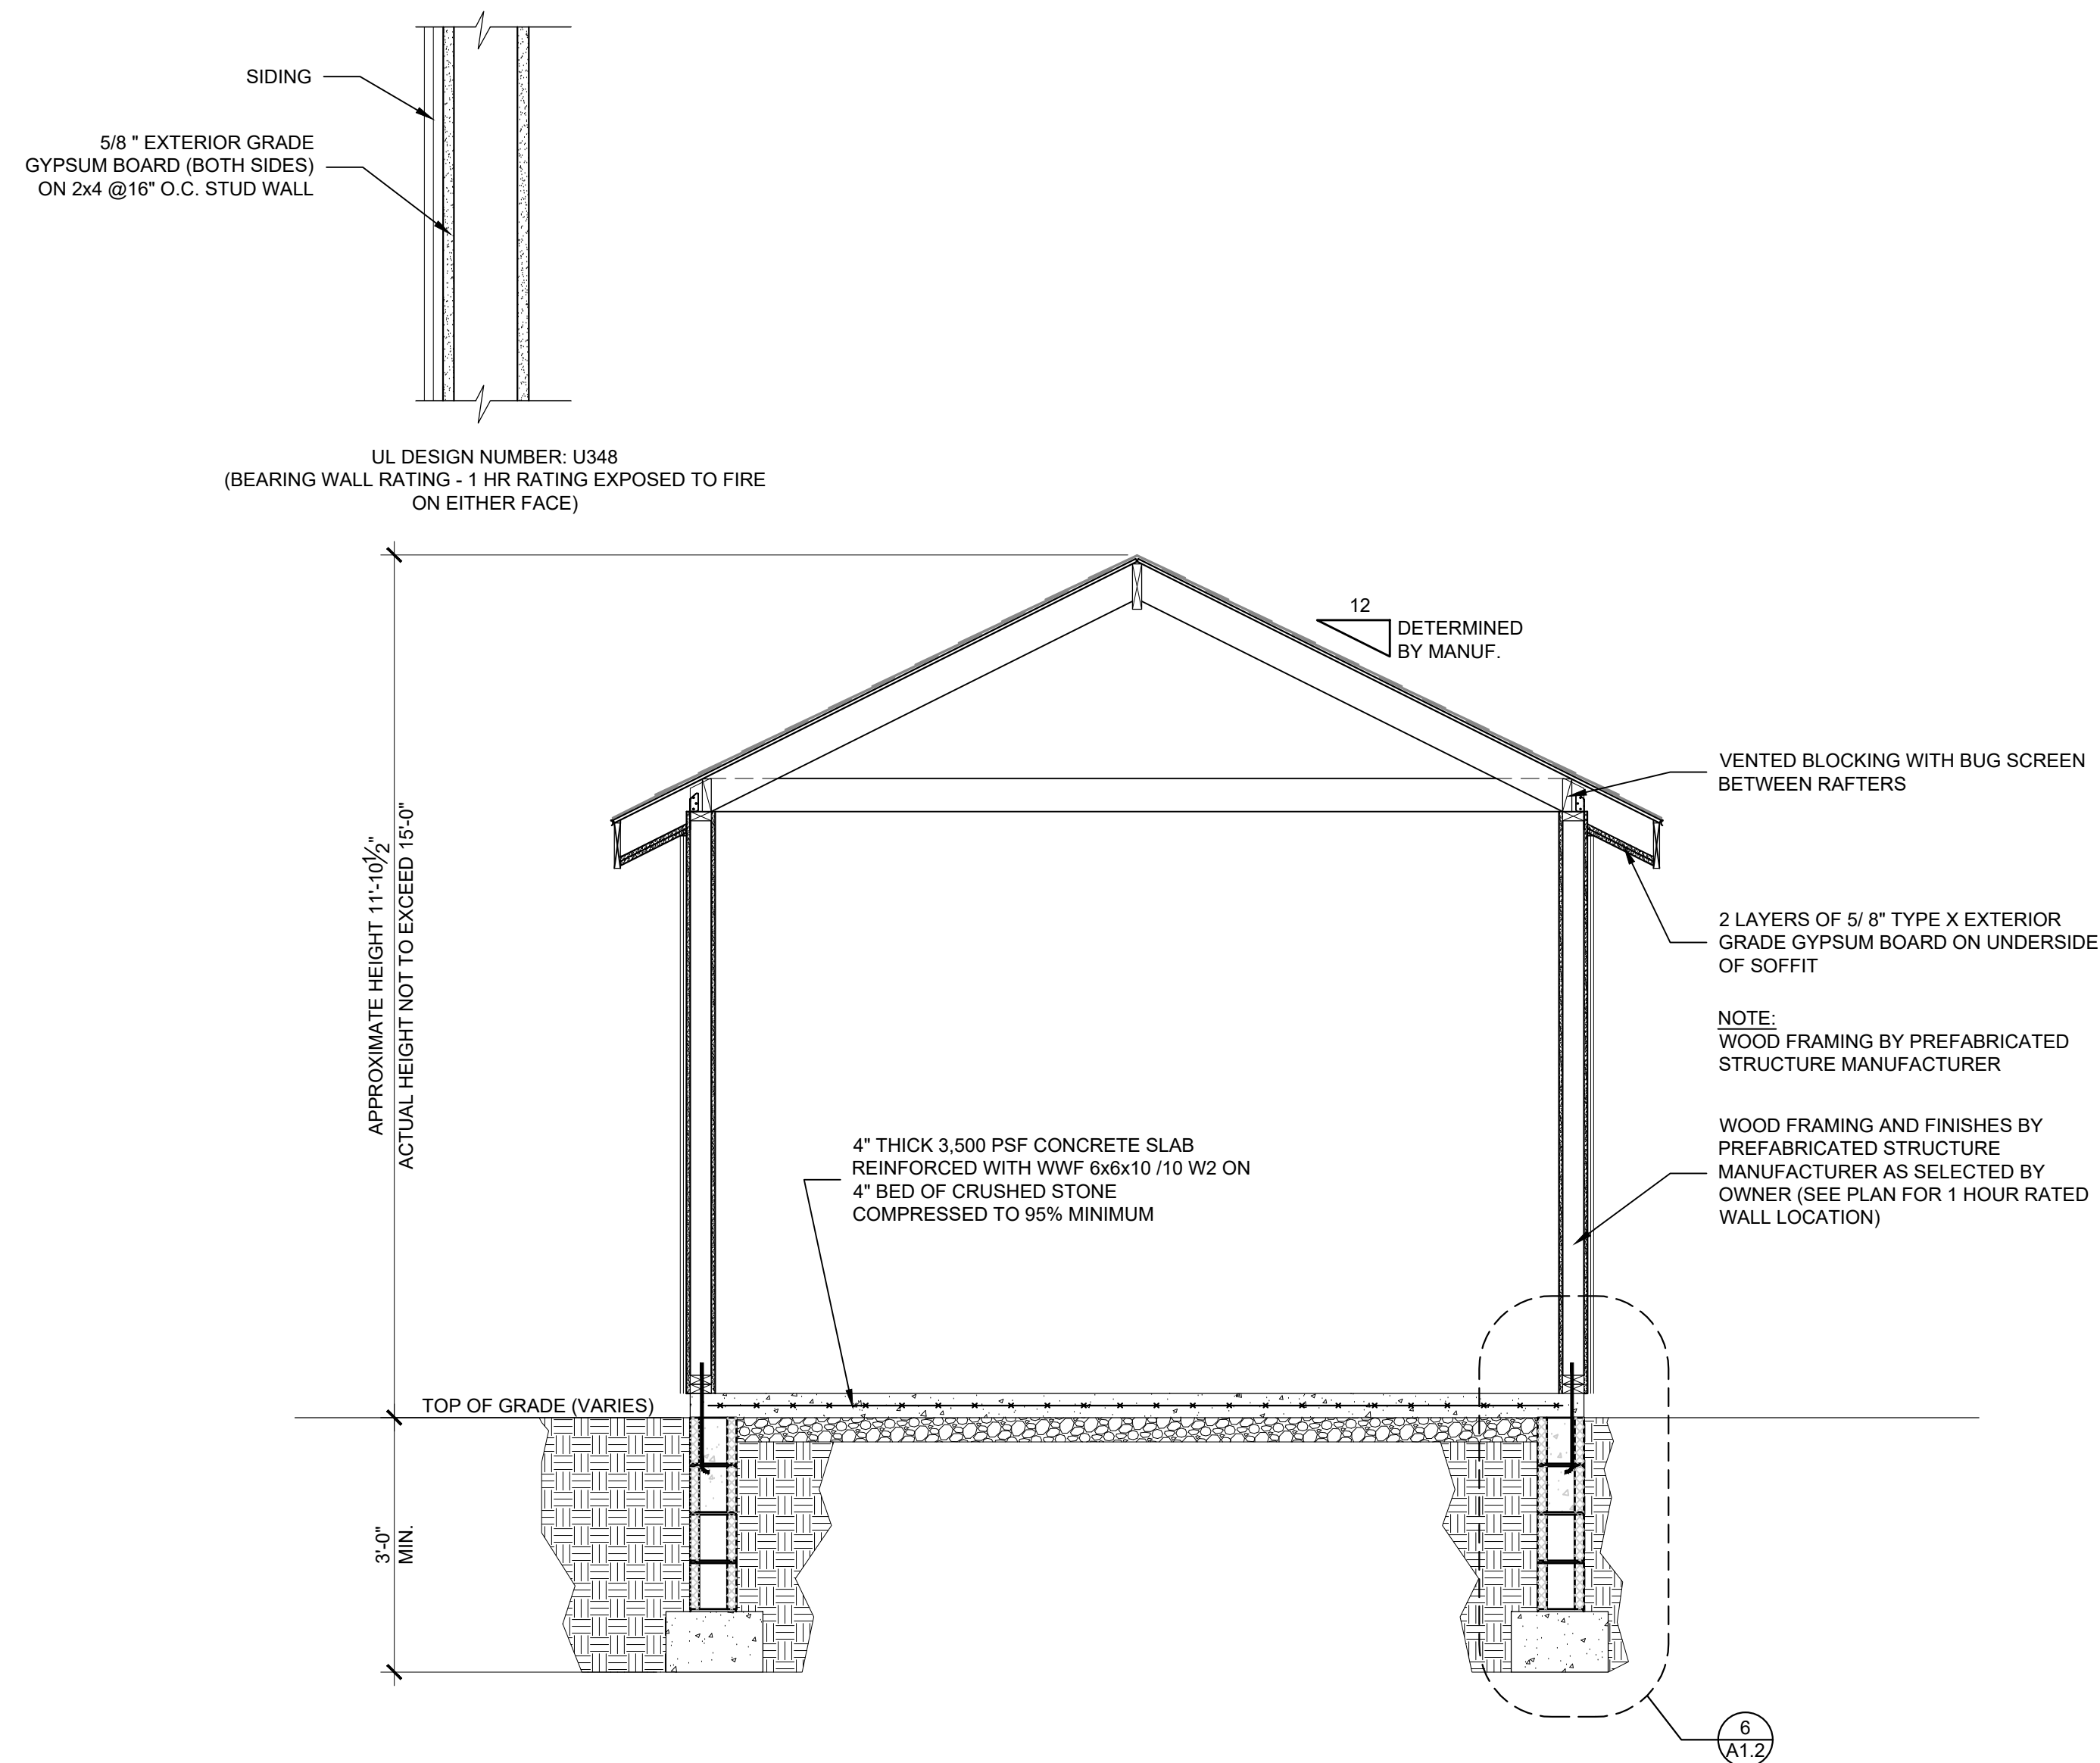 SIDING
5/8 " EXTERIOR GRADE
GYPSUM BOARD (BOTH SIDES)
ON 2x4 @16" O.C. STUD WALL
UL DESIGN NUMBER: U348
(BEARING WALL RATING - 1 HR RATING EXPOSED TO FIRE
ON EITHER FACE)
12
DETERMINED
BY MANUF.
VENTED BLOCKING WITH BUG SCREEN
BETWEEN RAFTERS
APPROXIMATE HEIGHT 11'-10½"
ACTUAL HEIGHT NOT TO EXCEED 15'-0"
2 LAYERS OF 5/ 8" TYPE X EXTERIOR
GRADE GYPSUM BOARD ON UNDERSIDE
OF SOFFIT
NOTE:
WOOD FRAMING BY PREFABRICATED
STRUCTURE MANUFACTURER
4" THICK 3,500 PSF CONCRETE SLAB
REINFORCED WITH WWF 6x6x10 /10 W2 ON
4" BED OF CRUSHED STONE
COMPRESSED TO 95% MINIMUM
WOOD FRAMING AND FINISHES BY
PREFABRICATED STRUCTURE
MANUFACTURER AS SELECTED BY
OWNER (SEE PLAN FOR 1 HOUR RATED
WALL LOCATION)
TOP OF GRADE (VARIES)
3'-0"
MIN.
6
A1.2